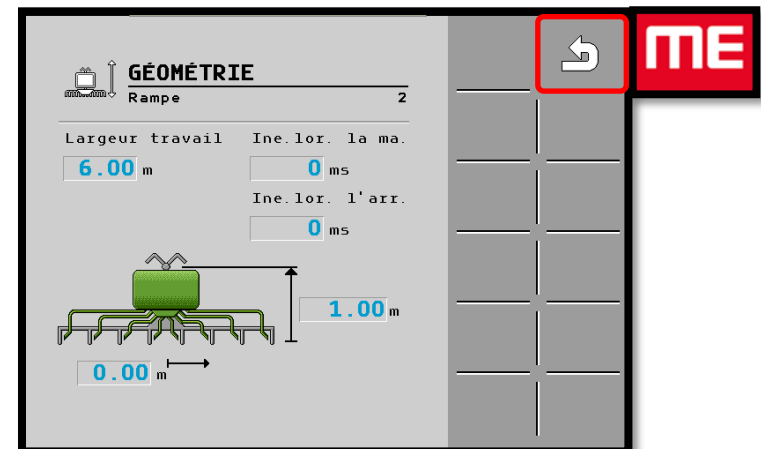 ME
GÉOMÉTRIE
Rampe 2
Largeur travail Ine.lor. la ma.
6.00 m 0 ms
Ine.lor. l'arr.
0 ms
1.00 m
0.00 m